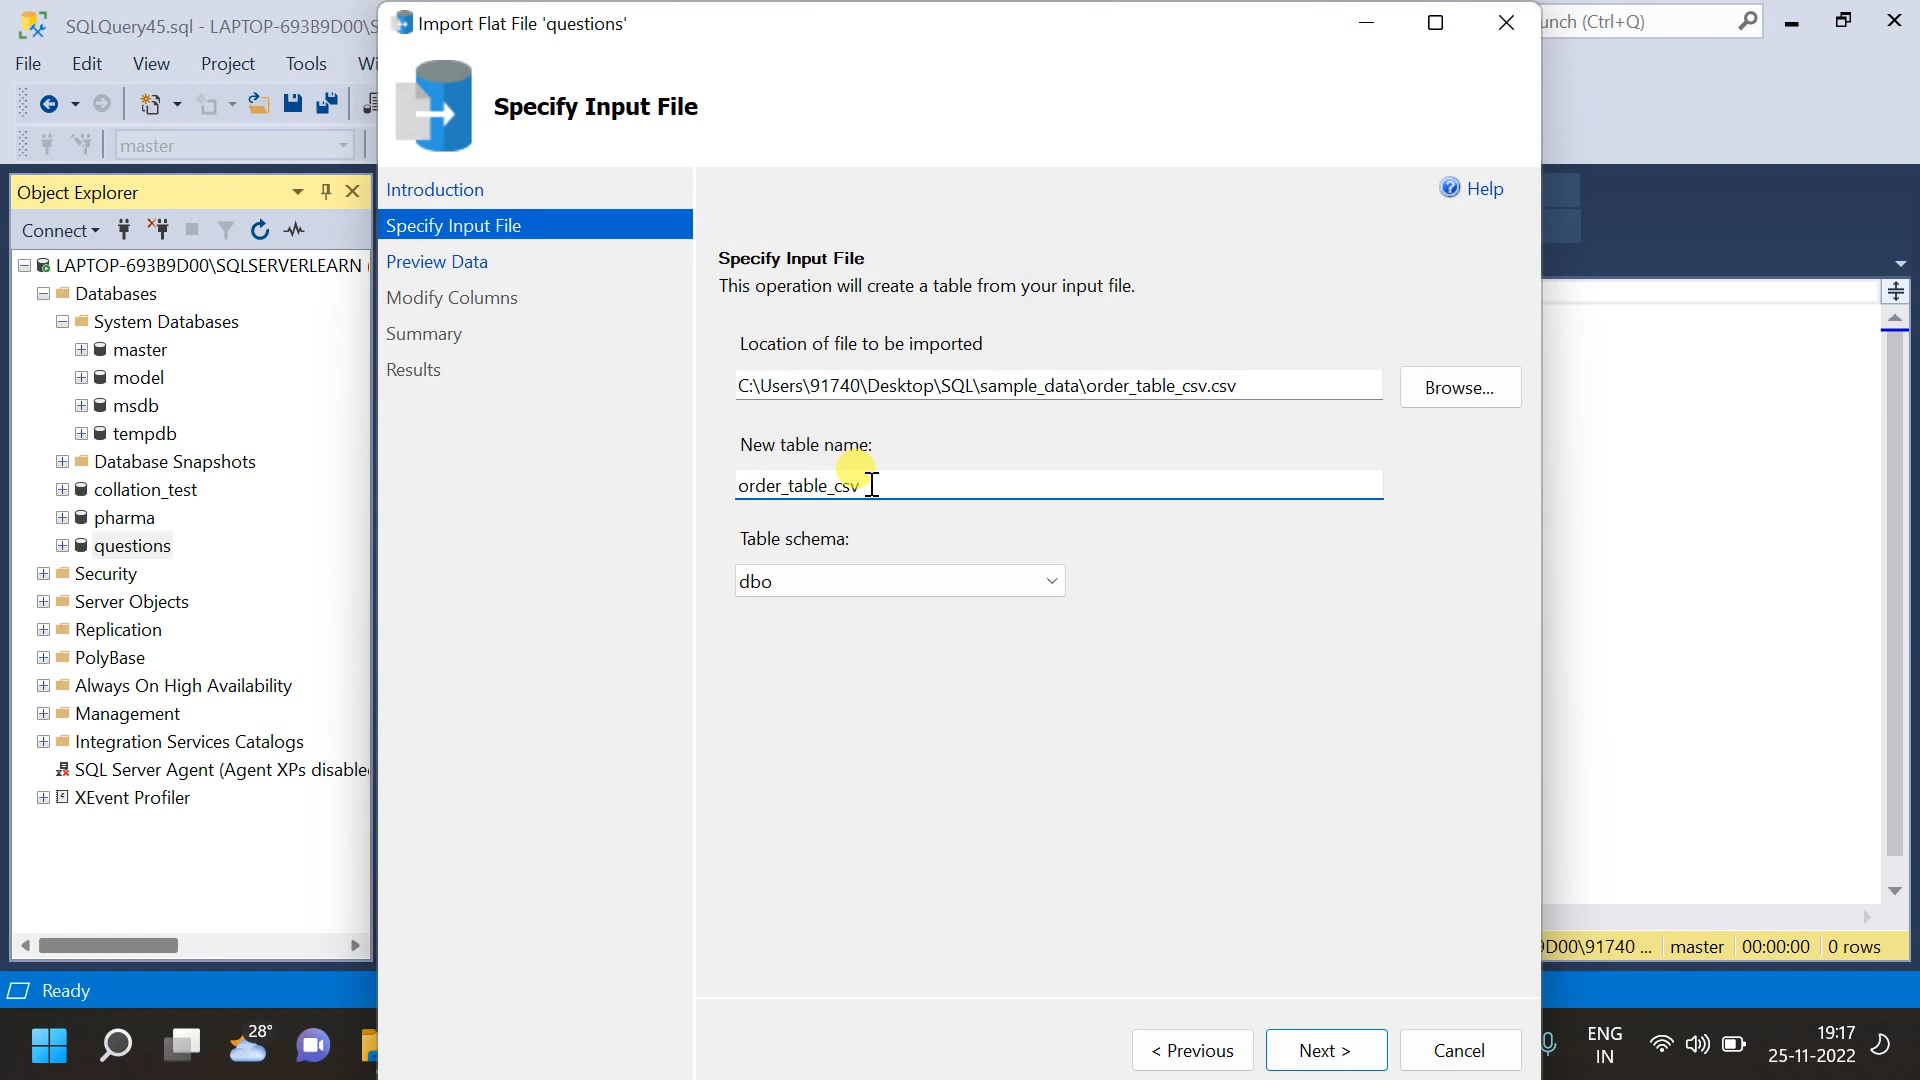 SQLQuery45.sql - LAPTOP-693B9D00\S
Import Flat File 'questions'
unch (Ctrl+Q)
File Edit View Project Tools Wi
master
Specify Input File
Object Explorer
Connect
LAPTOP-693B9D00\SQLSERVERLEARN (
Databases
System Databases
master
model
msdb
tempdb
Database Snapshots
collation_test
pharma
questions
Security
Server Objects
Replication
PolyBase
Always On High Availability
Management
Integration Services Catalogs
SQL Server Agent (Agent XPs disable
XEvent Profiler
Introduction
Specify Input File
Preview Data
Modify Columns
Summary
Results
Help
Specify Input File
This operation will create a table from your input file.
Location of file to be imported
C:\Users\91740\Desktop\SQL\sample_data\order_table_csv.csv
Browse...
New table name:
order_table_csv
Table schema:
dbo
< Previous Next > Cancel
9D00\91740 ... master 00:00:00 0 rows
Ready
28°
ENG
IN
19:17
25-11-2022